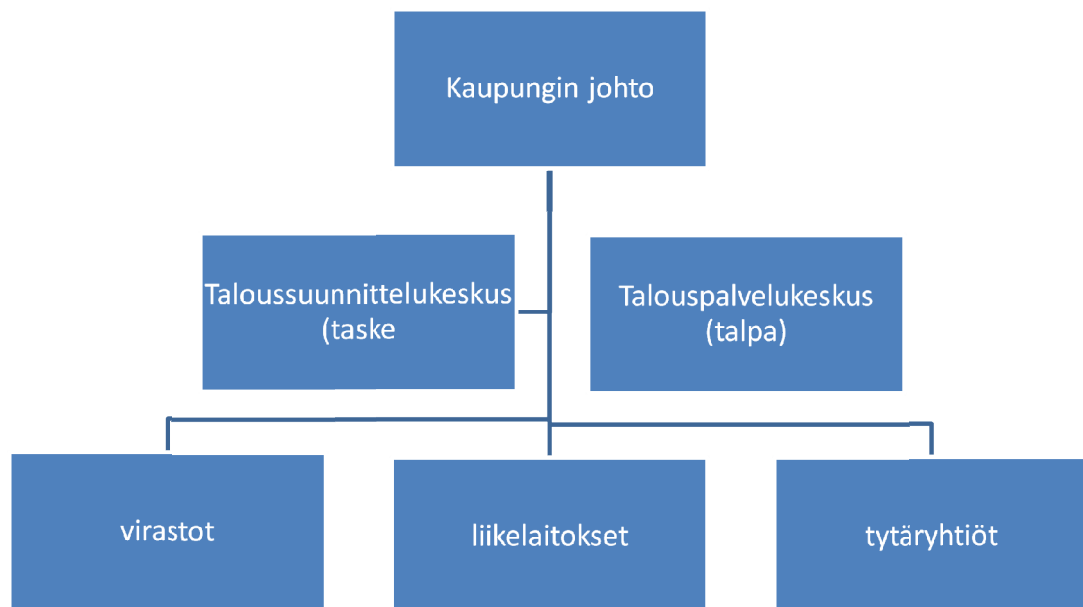 Kaupungin johto
Taloussuunnittelukeskus
(taske
Talouspalvelukeskus
(talpa)
virastot
liikelaitokset
tytäryhtiöt